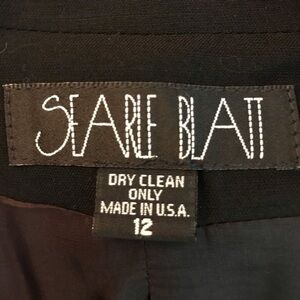 SEARLE BLATT
DRY CLEAN
ONLY
MADE IN U.S.A.
12